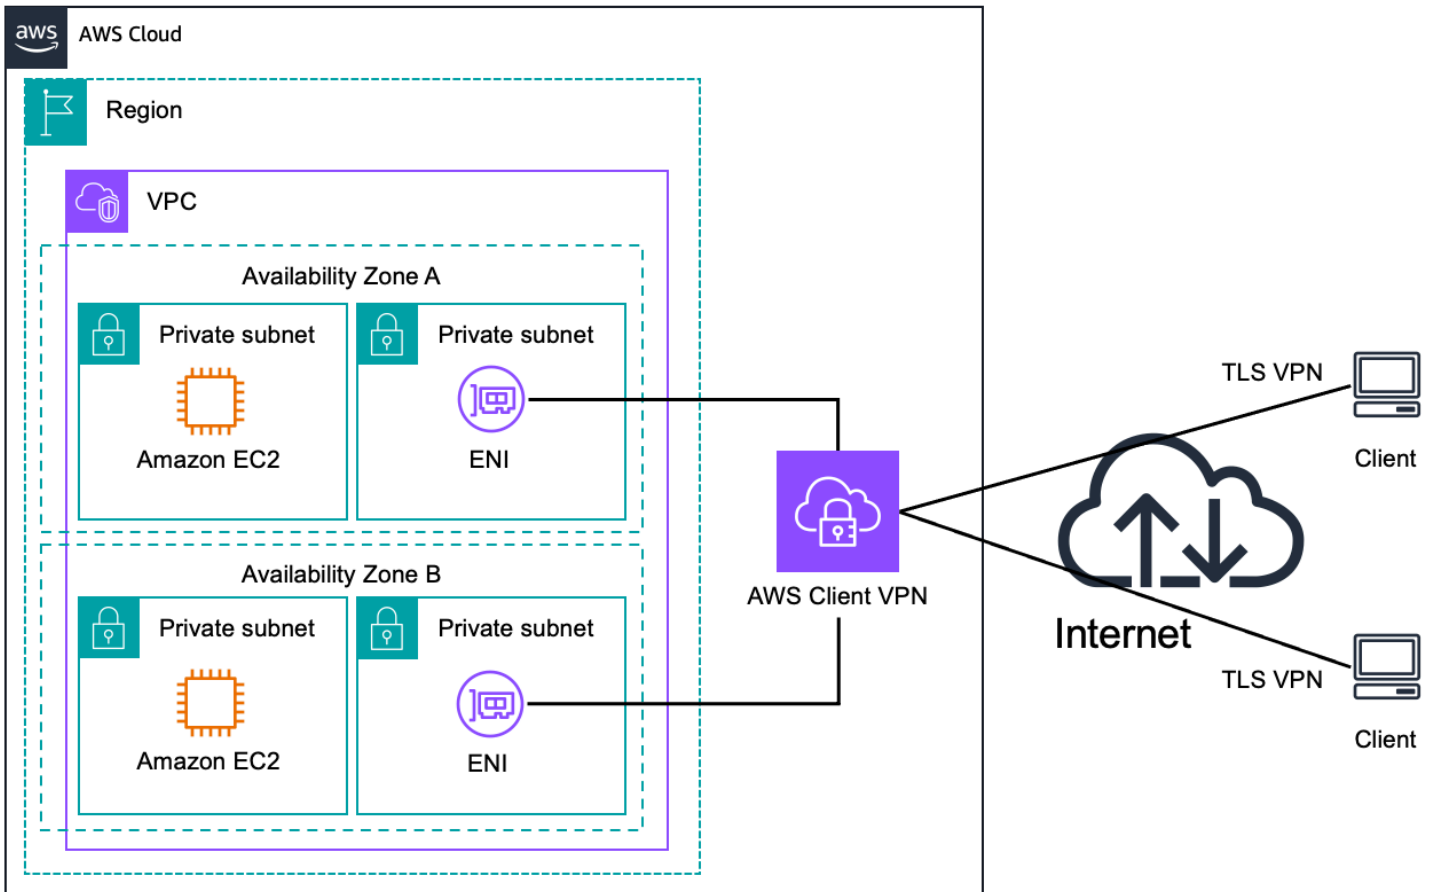 aws
AWS Cloud
Region
VPC
Availability Zone A
Private subnet
Amazon EC2
Private subnet
ENI
Availability Zone B
Private subnet
Amazon EC2
Private subnet
ENI
AWS Client VPN
Internet
TLS VPN
Client
TLS VPN
Client